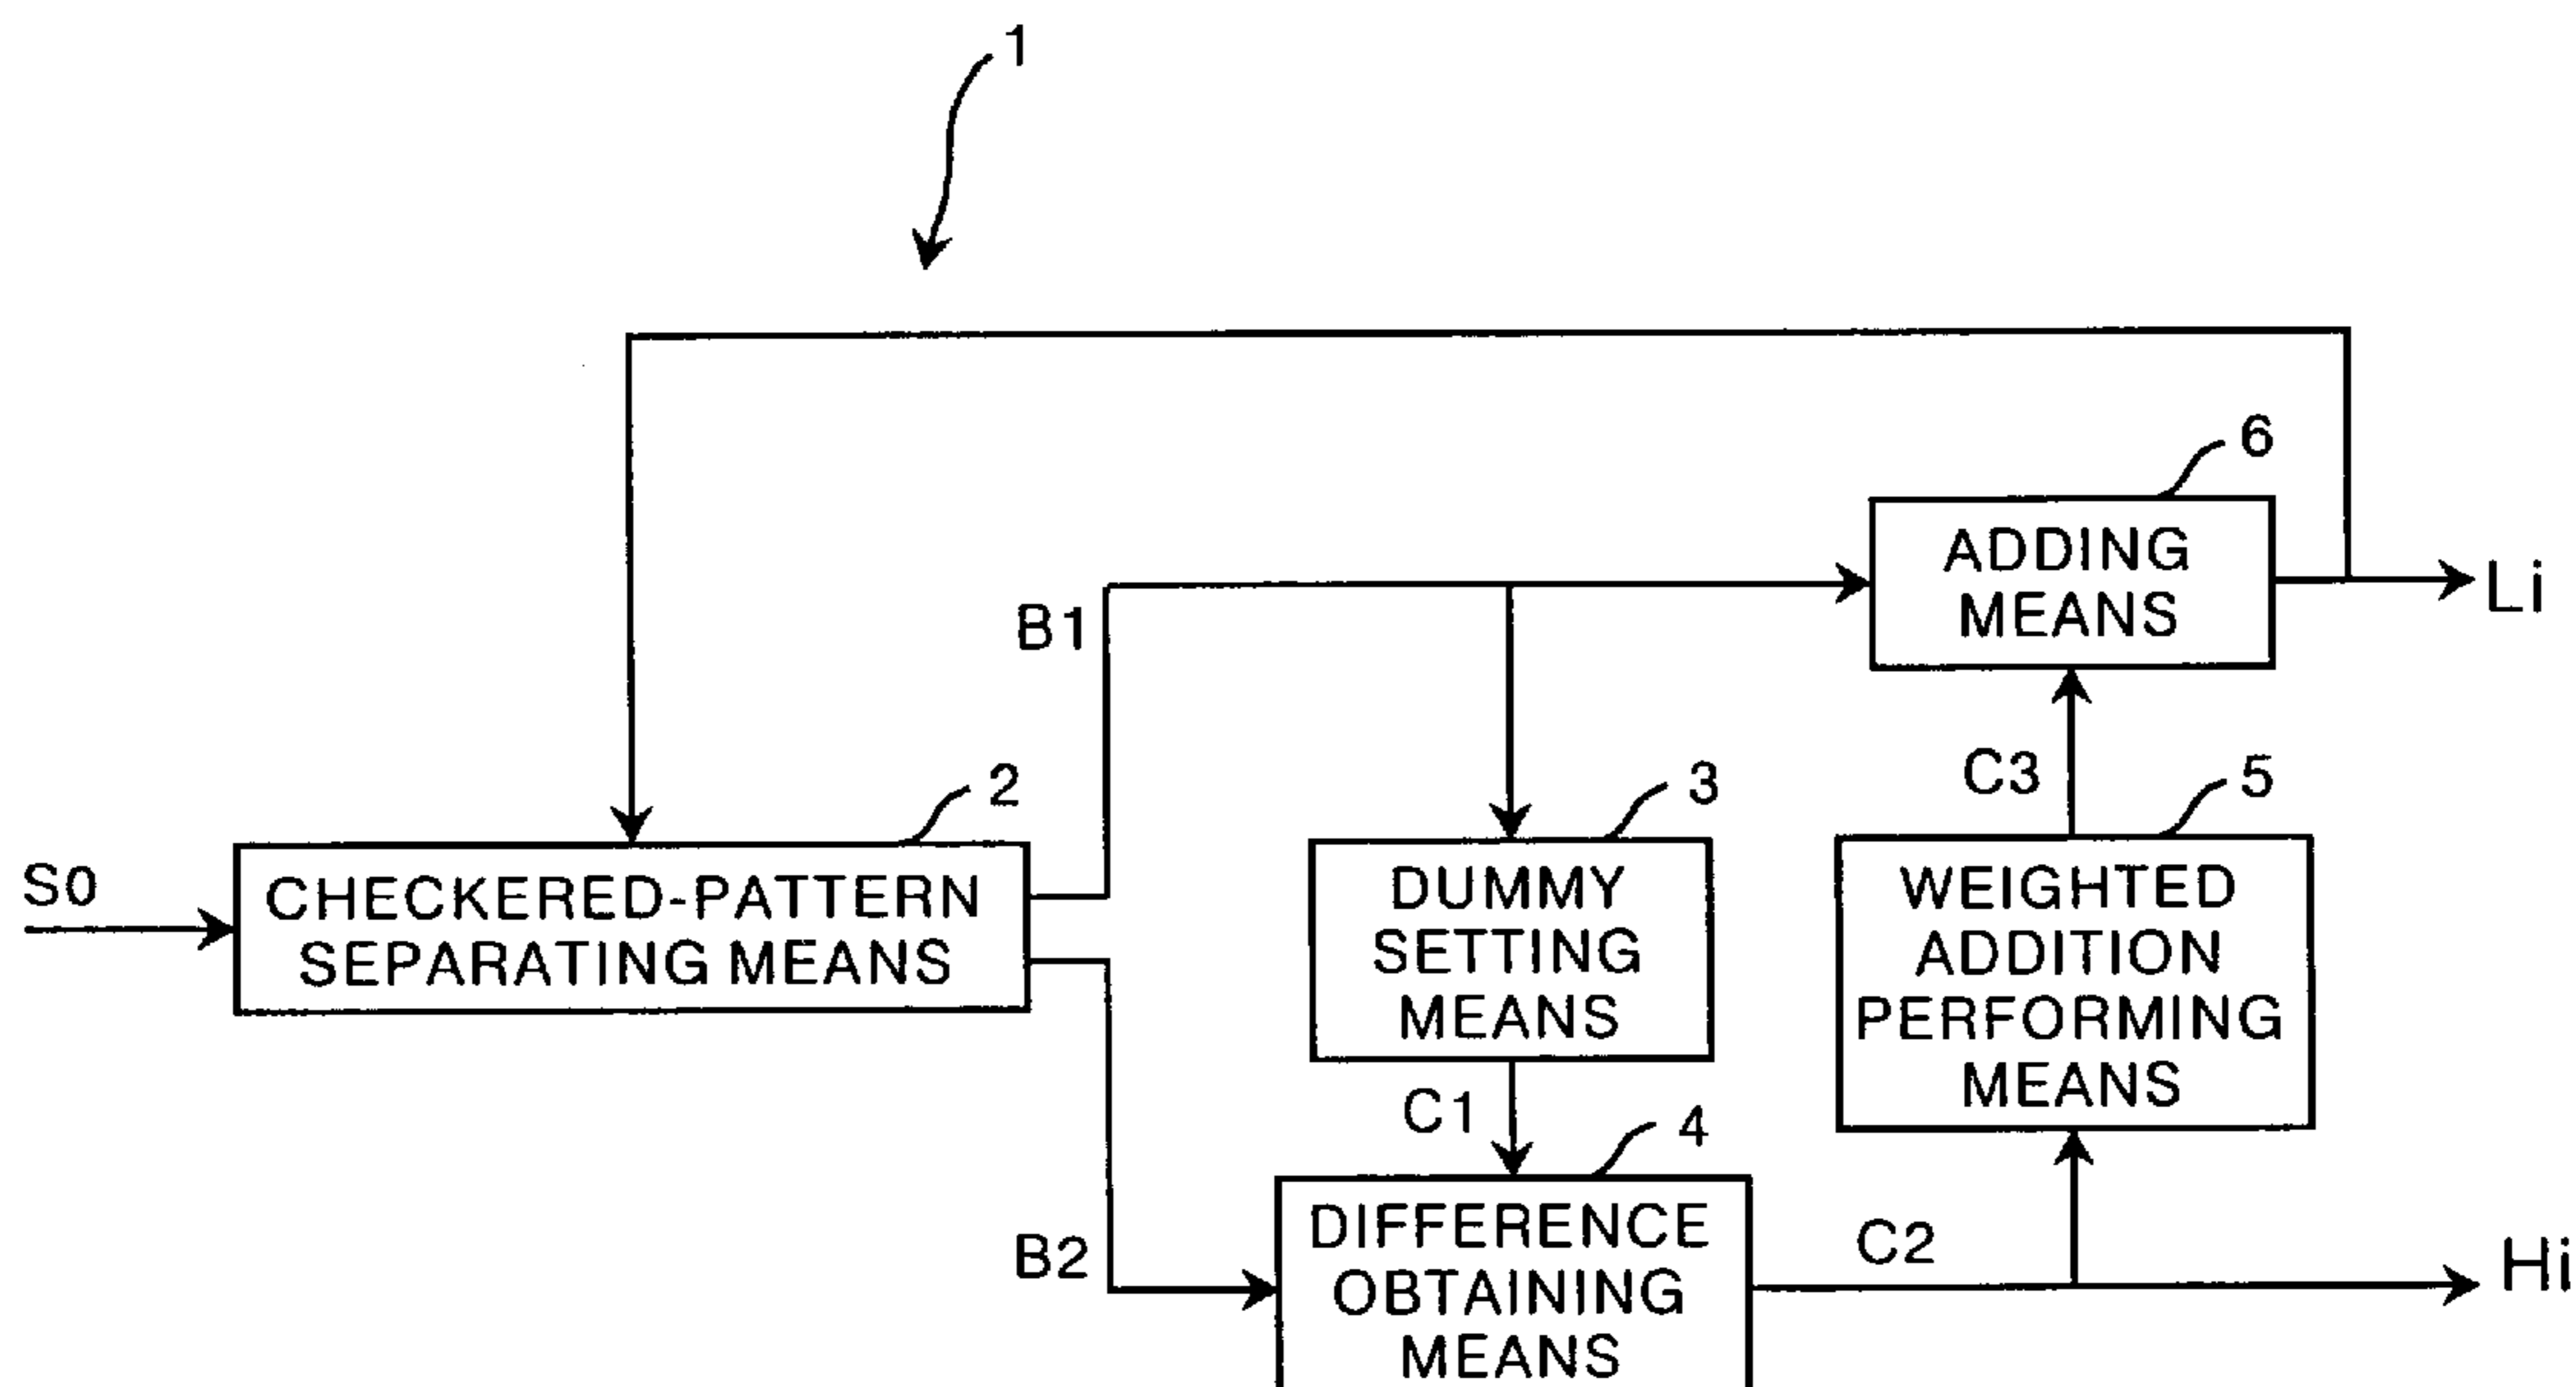 1
6
ADDING
MEANS
Li
B1
C3
2
3
5
So
CHECKERED-PATTERN
SEPARATING MEANS
DUMMY
SETTING
MEANS
WEIGHTED
ADDITION
PERFORMING
MEANS
C1
4
B2
DIFFERENCE
OBTAINING
MEANS
C2
Hi